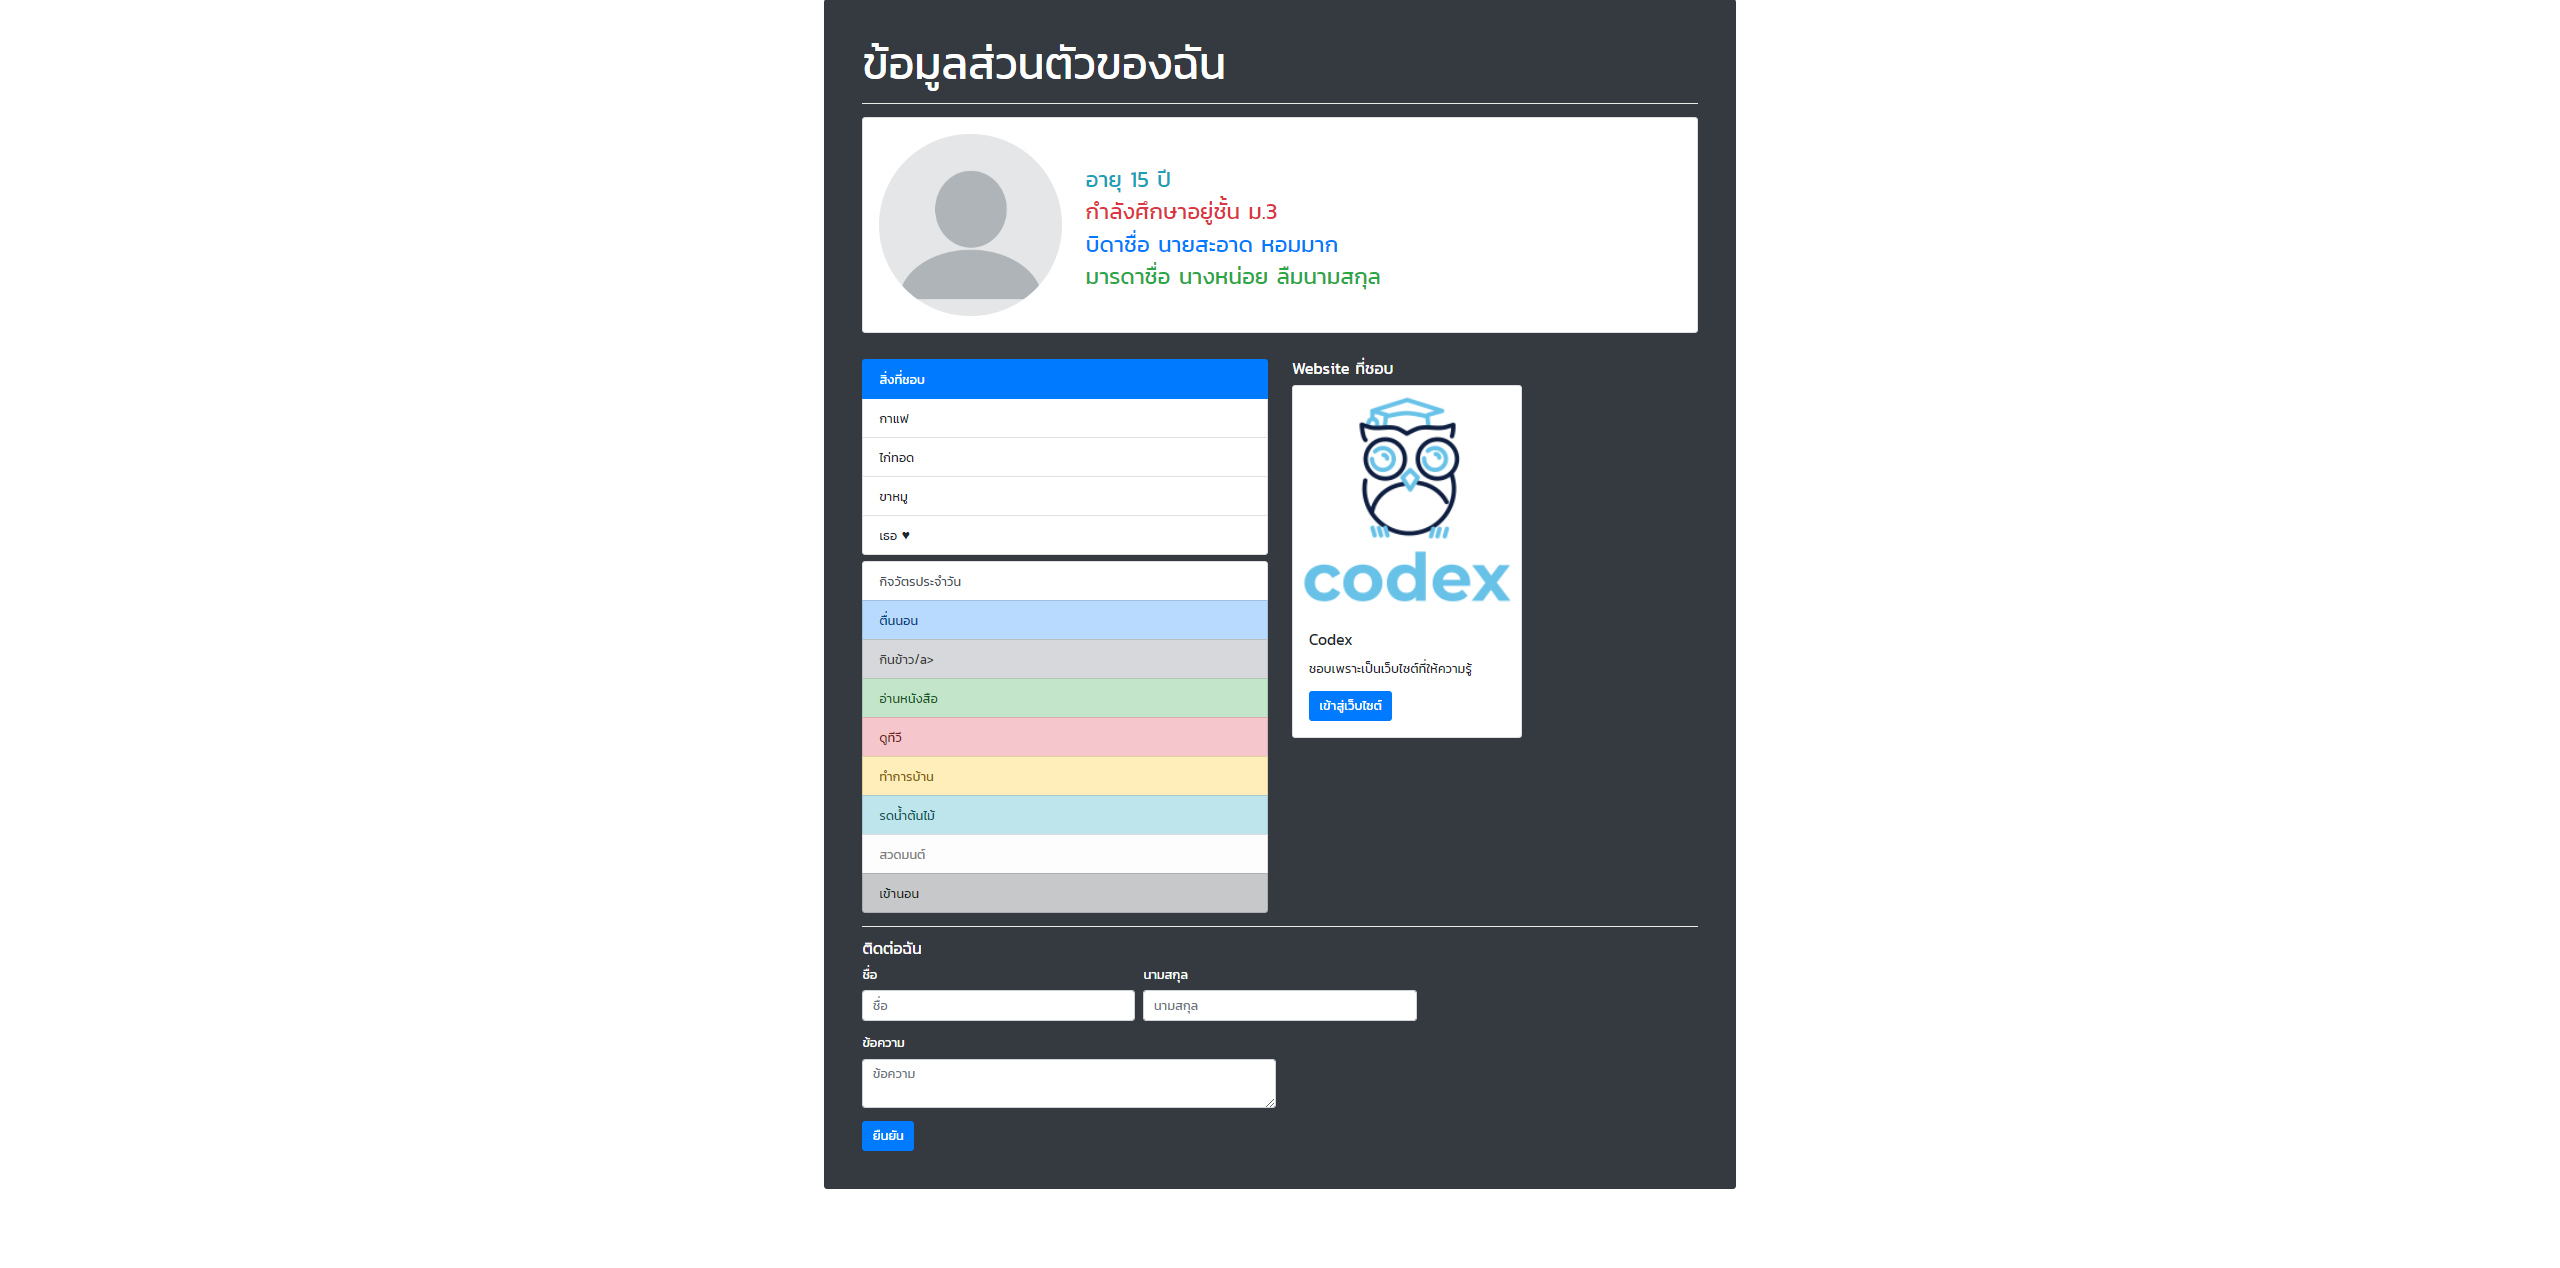 ข้อมูลส่วนตัวของฉัน
อายุ 15 ปี
กำลังศึกษาอยู่ชั้น ม.3
บิดาชื่อ นายสะอาด หอมมาก
มารดาชื่อ นางหน่อย ลืมนามสกุล
สิ่งที่ชอบ
กาแฟ
ไก่ทอด
ขาหมู
เธอ ♥
กิจวัตรประจำวัน
ตื่นนอน
กินข้าว/a>
อ่านหนังสือ
ดูทีวี
ทำการบ้าน
รดน้ำต้นไม้
สวดมนต์
เข้านอน
Website ที่ชอบ
codex
Codex
ชอบเพราะเป็นเว็บไซต์ที่ให้ความรู้
เข้าสู่เว็บไซต์
ติดต่อฉัน
ชื่อ นามสกุล
ชื่อ นามสกุล
ข้อความ
ข้อความ
ยืนยัน